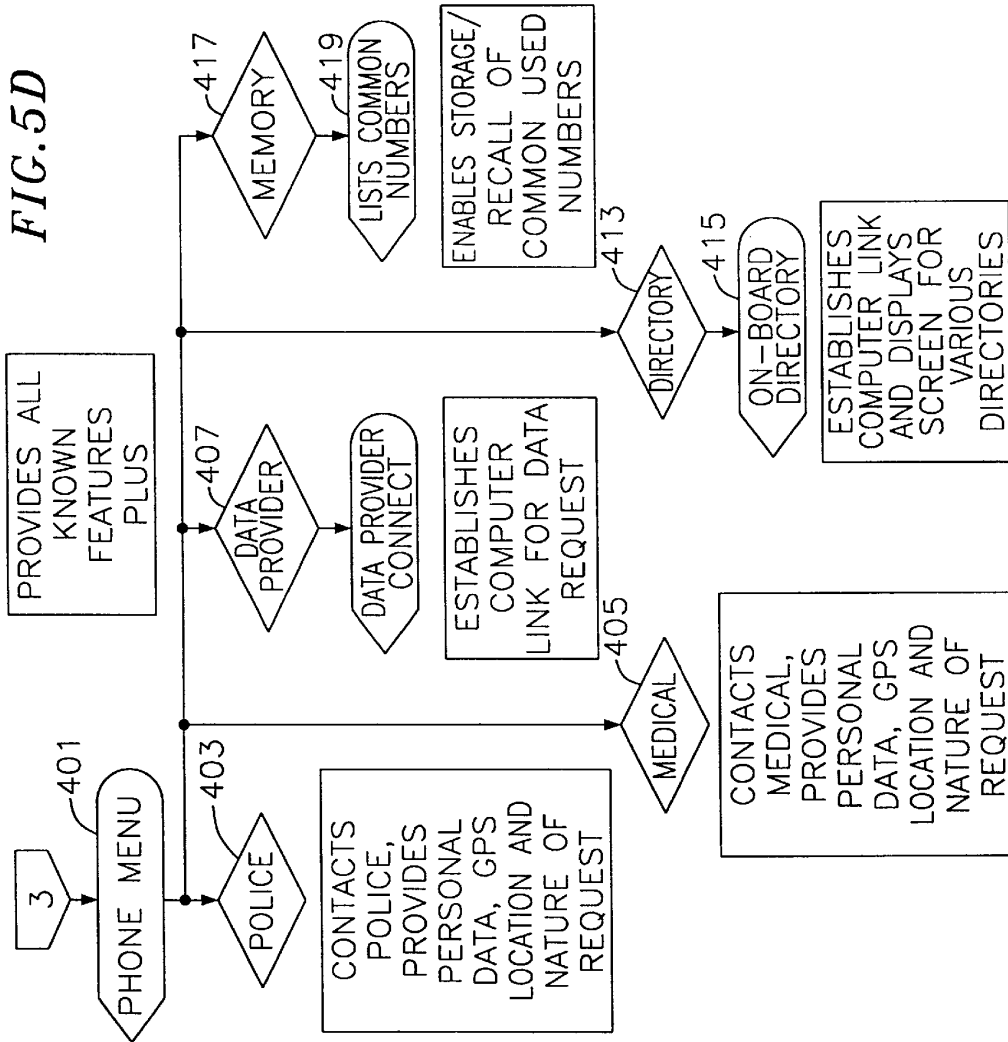 FIG.5D
PROVIDES ALL
KNOWN
FEATURES
PLUS
3
401
PHONE MENU
403
POLICE
CONTACTS
POLICE,
PROVIDES
PERSONAL
DATA, GPS
LOCATION AND
NATURE OF
REQUEST
405
MEDICAL
CONTACTS
MEDICAL,
PROVIDES
PERSONAL
DATA, GPS
LOCATION AND
NATURE OF
REQUEST
407
DATA
PROVIDER
DATA PROVIDER
CONNECT
ESTABLISHES
COMPUTER
LINK FOR DATA
REQUEST
413
DIRECTORY
415
ON-BOARD
DIRECTORY
ESTABLISHES
COMPUTER LINK
AND DISPLAYS
SCREEN FOR
VARIOUS
DIRECTORIES
417
MEMORY
419
LISTS COMMON
NUMBERS
ENABLES STORAGE/
RECALL OF
COMMON USED
NUMBERS